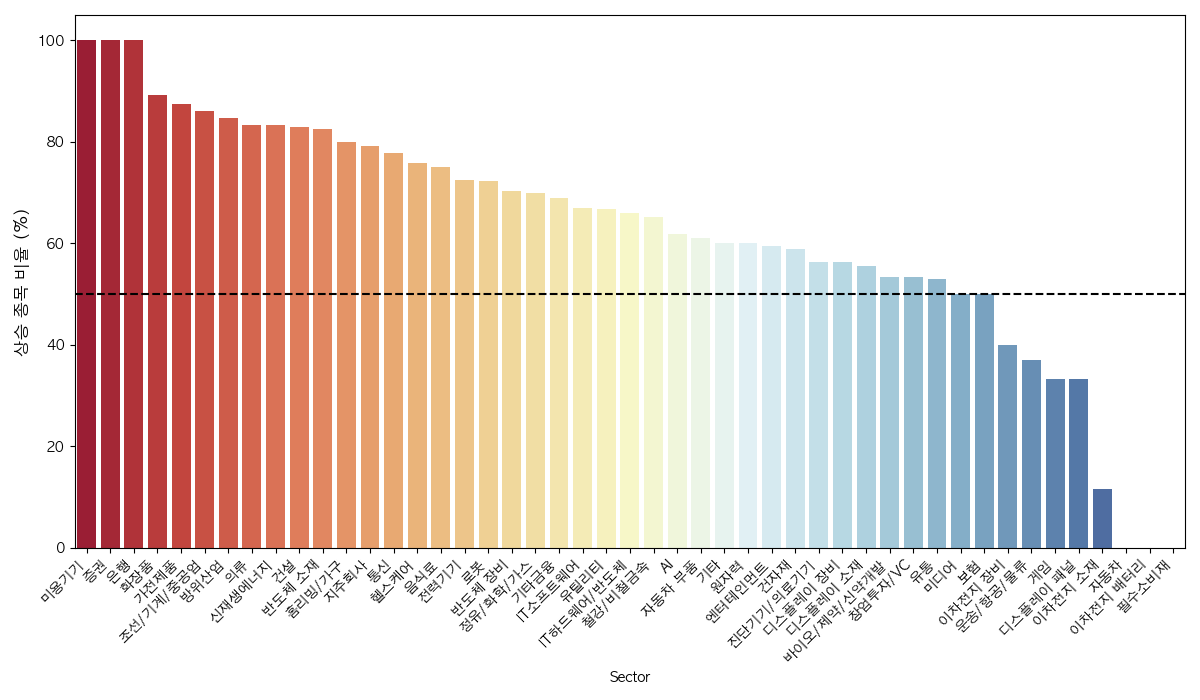 상승 종목 비율 (%)
100
80
60
40
20
0
미용기기
증권
은행
화장품
가전제품
조선/기계/중공업
방위산업
의류
신재생에너지
건설
반도체 소재
홈리빙/가구
지주회사
통신
헬스케어
음식료
전력기기
로봇
반도체 장비
정유/화학/가스
기타금융
IT소프트웨어
유틸리티
IT하드웨어/반도체
철강/비철금속
AI
자동차 부품
기타
원자력
엔터테인먼트
건자재
진단기기/의료기기
디스플레이 장비
디스플레이 소재
바이오/제약/신약개발
창업투자/VC
유통
미디어
보험
이차전지 장비
운송/항공/물류
게임
디스플레이 패널
이차전지 소재
자동차
이차전지 배터리
필수소비재
Sector